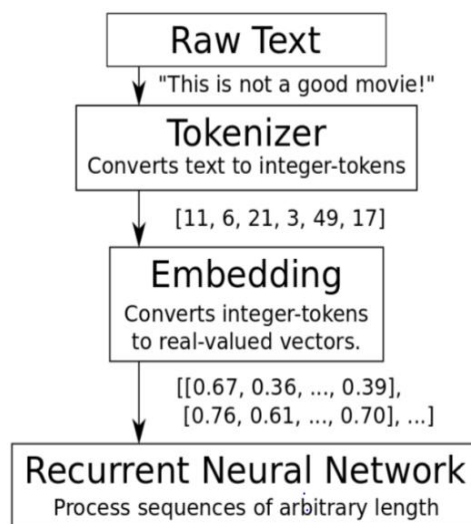 Raw Text
"This is not a good movie!"
Tokenizer
Converts text to integer-tokens
[11, 6, 21, 3, 49, 17]
Embedding
Converts integer-tokens
to real-valued vectors.
[[0.67, 0.36, ..., 0.39],
[0.76, 0.61, ..., 0.70], ...]
Recurrent Neural Network
Process sequences of arbitrary length